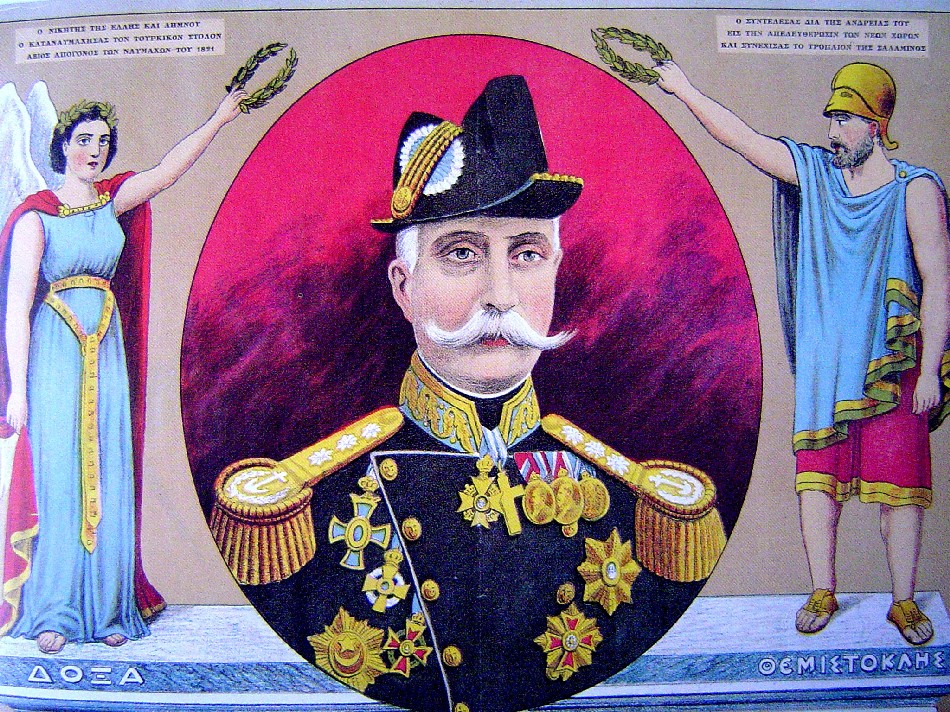 Ο ΝΙΚΗΤΗΣ ΤΗΣ ΕΛΛΗΣ ΚΑΙ ΛΗΜΝΟΥ
Ο ΚΑΤΑΝΑΥΜΑΧΗΣΑΣ ΤΟΝ ΤΟΥΡΚΙΚΟΝ ΣΤΟΛΟΝ
ΑΞΙΟΣ ΑΠΟΓΟΝΟΣ ΤΩΝ ΝΑΥΜΑΧΩΝ ΤΟΥ 1821
Ο ΣΥΝΤΕΛΕΣΑΣ ΔΙΑ ΤΗΣ ΑΝΔΡΕΙΑΣ ΤΟΥ
ΕΙΣ ΤΗΝ ΑΠΕΛΕΥΘΕΡΩΣΙΝ ΤΩΝ ΝΕΩΝ ΧΩΡΩΝ
ΚΑΙ ΣΥΝΕΧΙΣΑΣ ΤΟ ΤΡΟΠΑΙΟΝ ΤΗΣ ΣΑΛΑΜΙΝΟΣ
ΔΟΞΑ
ΘΕΜΙΣΤΟΚΛΗΣ